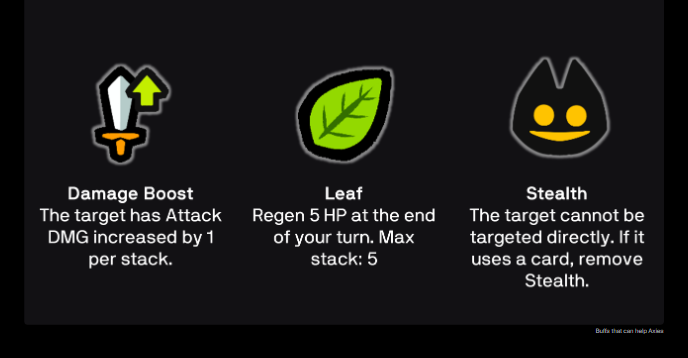 Damage Boost
The target has Attack
DMG increased by 1
per stack.
Leaf
Regen 5 HP at the end
of your turn. Max
stack: 5
Stealth
The target cannot be
targeted directly. If it
uses a card, remove
Stealth.
Buffs that can help Axies